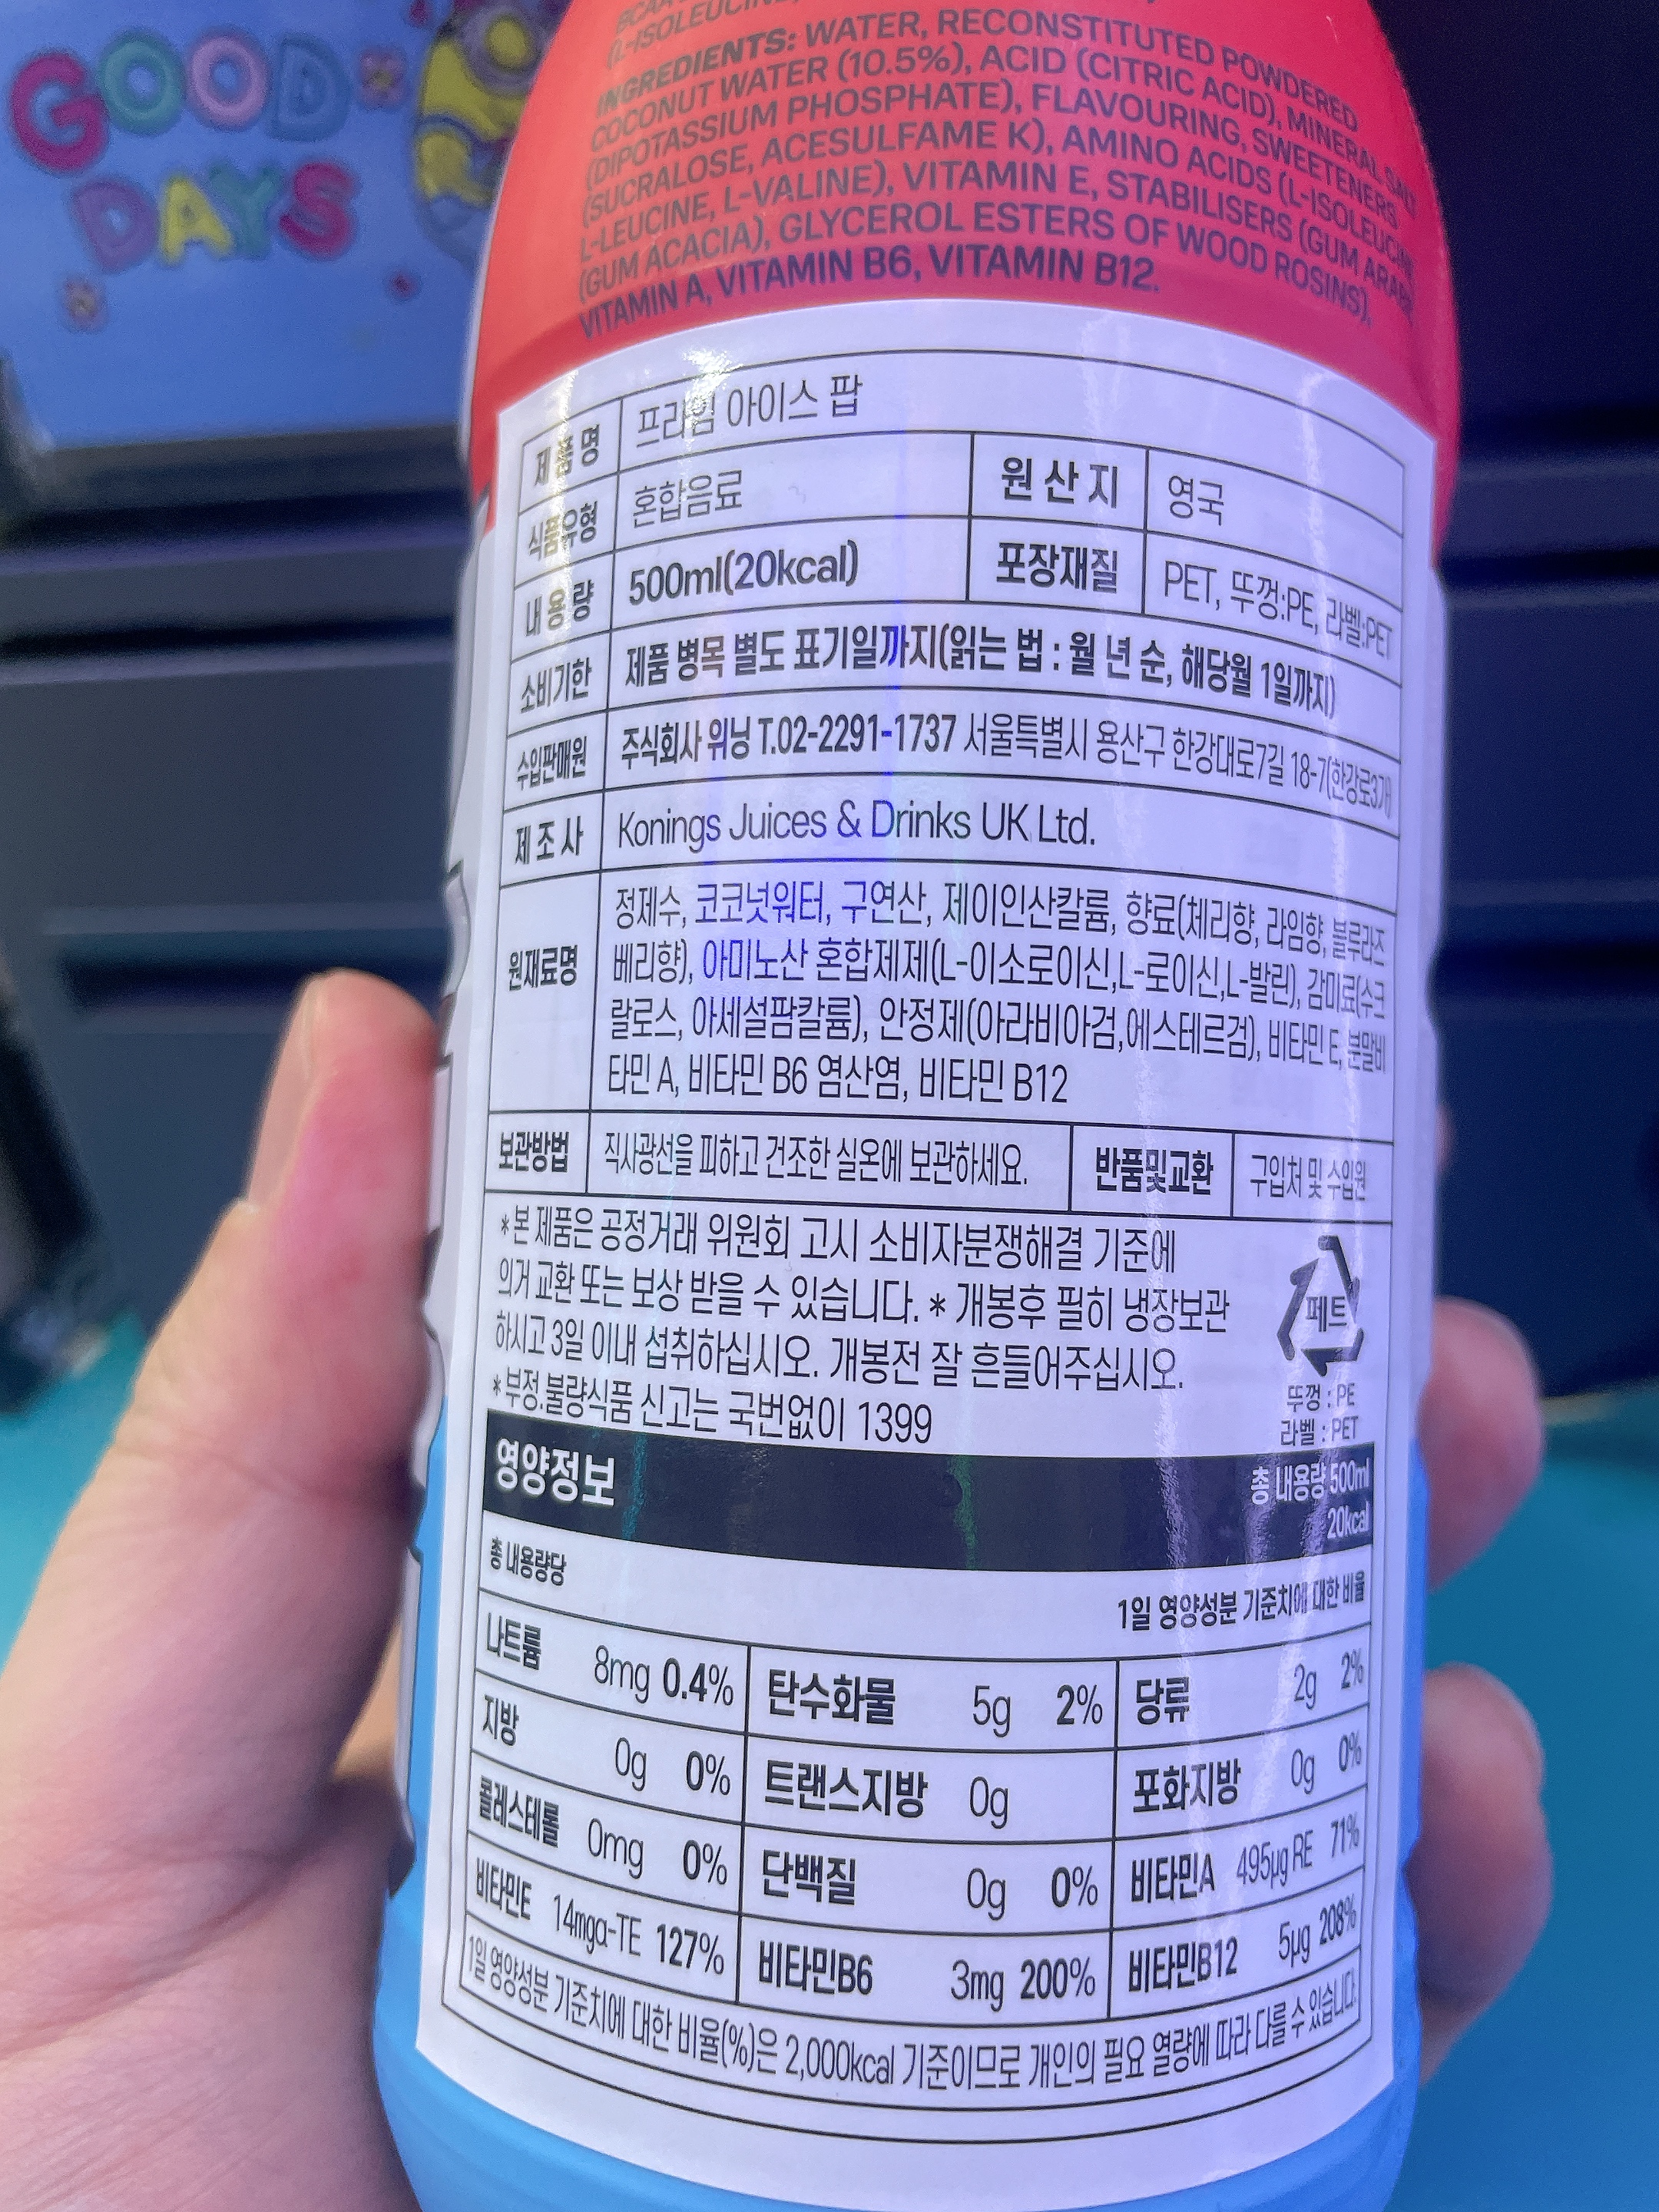 GOOD
DAYS
(L-ISOLEUCINE,
INGREDIENTS: WATER, RECONSTITUTED POWDERED
COCONUT WATER (10.5%), ACID (CITRIC ACID), MINERAL SALT
(DIPOTASSIUM PHOSPHATE), FLAVOURING, SWEETENERS
(SUCRALOSE, ACESULFAME K), AMINO ACIDS (L-ISOLEUCINE
L-LEUCINE, L-VALINE), VITAMIN E, STABILISERS (GUM ARABIC
(GUM ACACIA), GLYCEROL ESTERS OF WOOD ROSINS),
VITAMIN A, VITAMIN B6, VITAMIN B12.
제품명 프라임 아이스 팝
식품유형 혼합음료 원산지 영국
내용량 500ml(20kcal) 포장재질 PET, 뚜껑:PE, 라벨:PET
소비기한 제품 병목 별도 표기일까지(읽는 법 : 월 년 순, 해당월 1일까지)
수입판매원 주식회사 위닝 T.02-2291-1737 서울특별시 용산구 한강대로7길 18-7(한강로3가)
제조사 Konings Juices & Drinks UK Ltd.
원재료명 정제수, 코코넛워터, 구연산, 제이인산칼륨, 향료(체리향, 라임향, 블루라즈
베리향), 아미노산 혼합제제(L-이소로이신,L-로이신,L-발린), 감미료(수크
랄로스, 아세설팜칼륨), 안정제(아라비아검,에스테르검), 비타민 E, 분말비
타민 A, 비타민 B6 염산염, 비타민 B12
보관방법 직사광선을 피하고 건조한 실온에 보관하세요. 반품및교환 구입처 및 수입원
*본 제품은 공정거래 위원회 고시 소비자분쟁해결 기준에
의거 교환 또는 보상 받을 수 있습니다. * 개봉후 필히 냉장보관
하시고 3일 이내 섭취하십시오. 개봉전 잘 흔들어주십시오.
*부정.불량식품 신고는 국번없이 1399
페트
뚜껑 : PE
라벨 : PET
영양정보 총 내용량 500ml
20kcal
총 내용량당 1일 영양성분 기준치에 대한 비율
나트륨 8mg 0.4% 탄수화물 5g 2% 당류 2g 2%
지방 0g 0% 트랜스지방 0g 포화지방 0g 0%
콜레스테롤 0mg 0% 단백질 0g 0% 비타민A 495μg RE 71%
비타민E 14mgα-TE 127% 비타민B6 3mg 200% 비타민B12 5μg 208%
1일 영양성분 기준치에 대한 비율(%)은 2,000kcal 기준이므로 개인의 필요 열량에 따라 다를 수 있습니다.